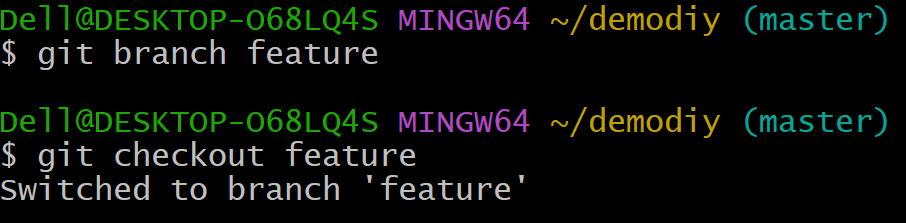 Dell@DESKTOP-O68LQ4S MINGW64 ~/demodiy (master)
$ git branch feature
Dell@DESKTOP-O68LQ4S MINGW64 ~/demodiy (master)
$ git checkout feature
Switched to branch 'feature'